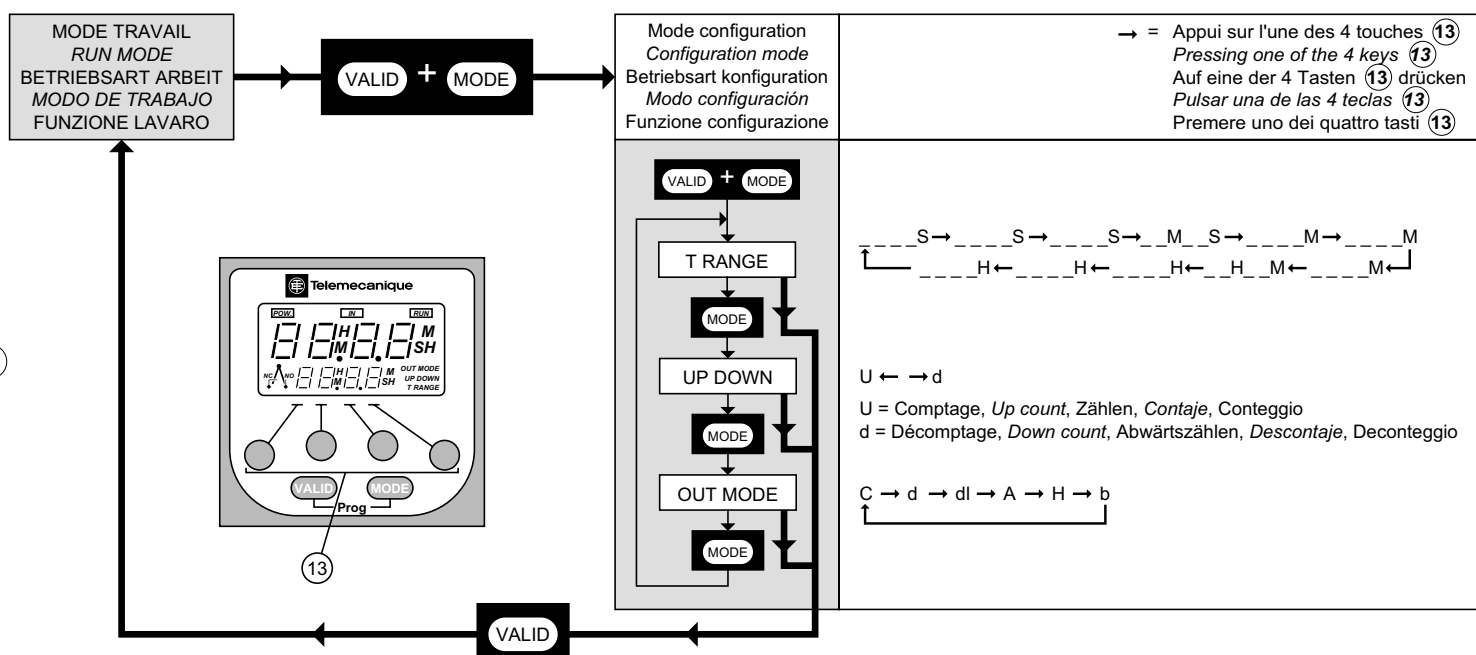 MODE TRAVAIL
RUN MODE
BETRIEBSART ARBEIT
MODO DE TRABAJO
FUNZIONE LAVARO
VALID + MODE
Mode configuration
Configuration mode
Betriebsart konfiguration
Modo configuración
Funzione configurazione
→ = Appui sur l'une des 4 touches 13
Pressing one of the 4 keys 13
Auf eine der 4 Tasten 13 drücken
Pulsar una de las 4 teclas 13
Premere uno dei quattro tasti 13
VALID + MODE
T RANGE
MODE
UP DOWN
MODE
OUT MODE
MODE
_ _ _ _S→_ _ _ _S→_ _ _ _S→_ _M_ _S→_ _ _ _M→_ _ _ _M
_ _ _ _H←_ _ _ _H←_ _ _ _H←_ _H_ _M←_ _ _ _M
U ← → d
U = Comptage, Up count, Zählen, Contaje, Conteggio
d = Décomptage, Down count, Abwärtszählen, Descontaje, Deconteggio
C → d → dI → A → H → b
Telemecanique
POW. IN RUN
88H8.8 M
M SH
NC NO 88H8.8 M OUT MODE
M SH UP DOWN
T RANGE
VALID MODE
Prog
13
VALID